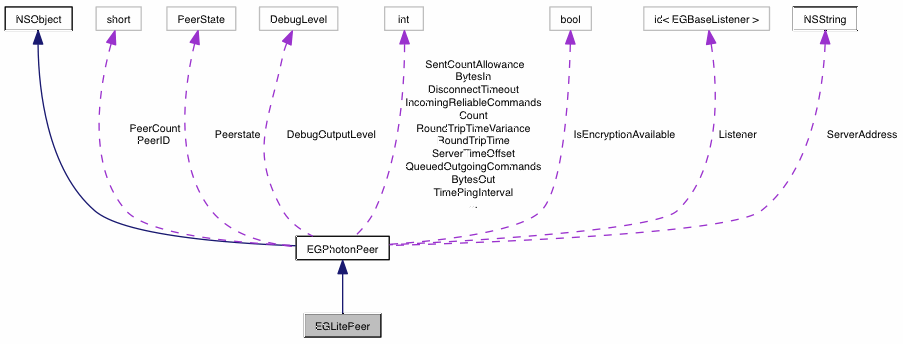 NSObject
short
PeerState
DebugLevel
int
bool
id< EGBaseListener >
NSString
SentCountAllowance
BytesIn
DisconnectTimeout
IncomingReliableCommands
Count
RoundTripTimeVariance
RoundTripTime
ServerTimeOffset
QueuedOutgoingCommands
BytesOut
TimePingInterval
...
PeerCount
PeerID
Peerstate
DebugOutputLevel
IsEncryptionAvailable
Listener
ServerAddress
EGPhotonPeer
EGLitePeer